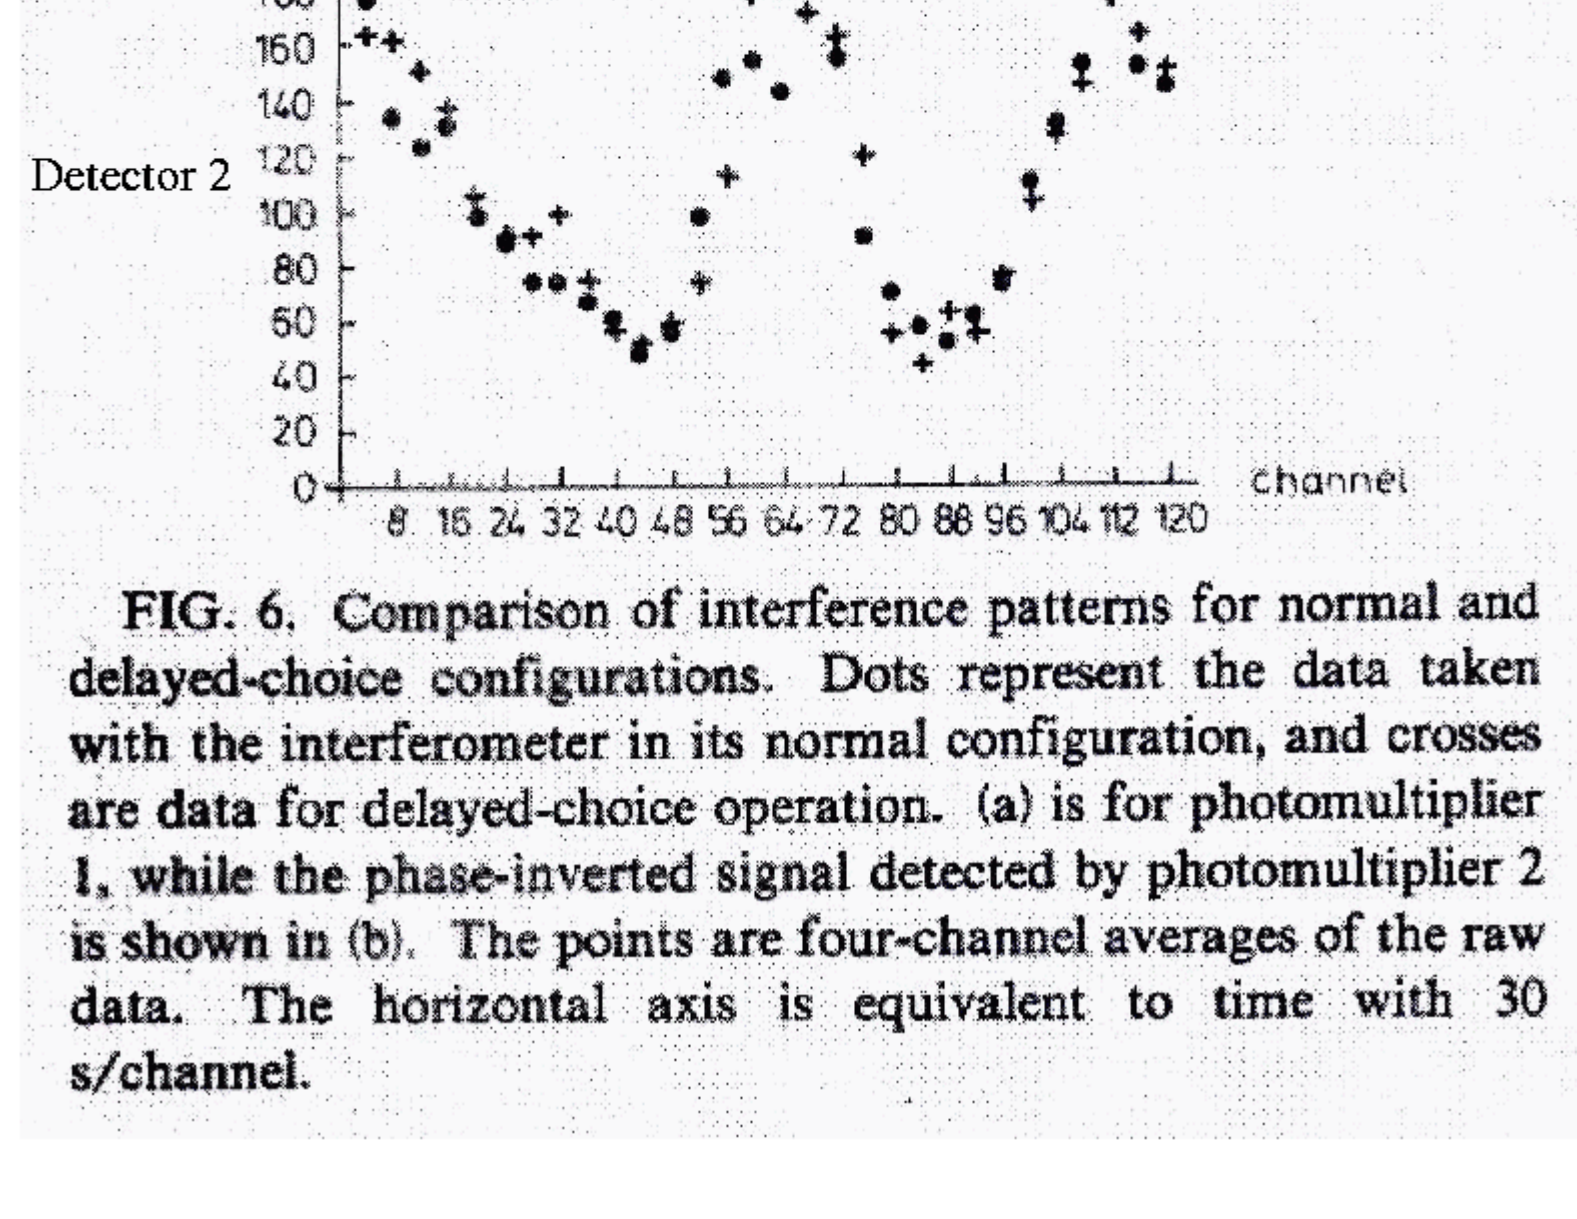 160
140
Detector 2
120
100
80
60
40
20
0
channel
8 16 24 32 40 48 56 64 72 80 88 96 104 112 120
FIG. 6. Comparison of interference patterns for normal and
delayed-choice configurations. Dots represent the data taken
with the interferometer in its normal configuration, and crosses
are data for delayed-choice operation. (a) is for photomultiplier
1, while the phase-inverted signal detected by photomultiplier 2
is shown in (b). The points are four-channel averages of the raw
data. The horizontal axis is equivalent to time with 30
s/channel.